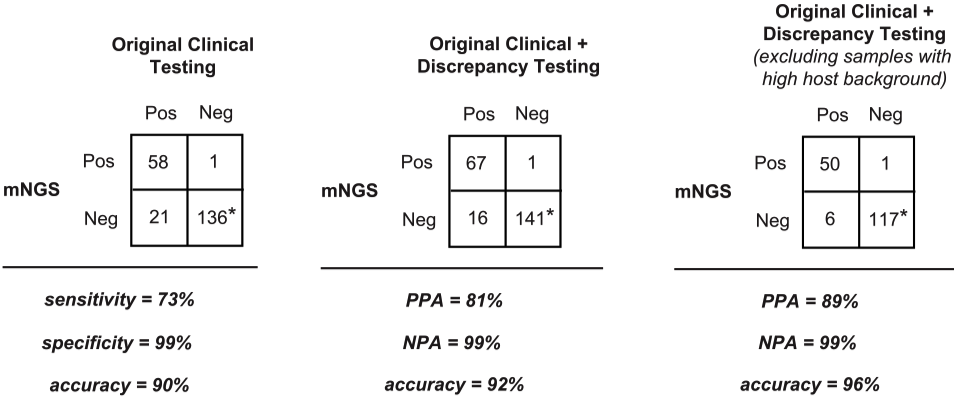 Original Clinical
Testing
Pos Neg
Pos 58 1
mNGS
Neg 21 136*
sensitivity = 73%
specificity = 99%
accuracy = 90%
Original Clinical +
Discrepancy Testing
Pos Neg
Pos 67 1
mNGS
Neg 16 141*
PPA = 81%
NPA = 99%
accuracy = 92%
Original Clinical +
Discrepancy Testing
(excluding samples with
high host background)
Pos Neg
Pos 50 1
mNGS
Neg 6 117*
PPA = 89%
NPA = 99%
accuracy = 96%